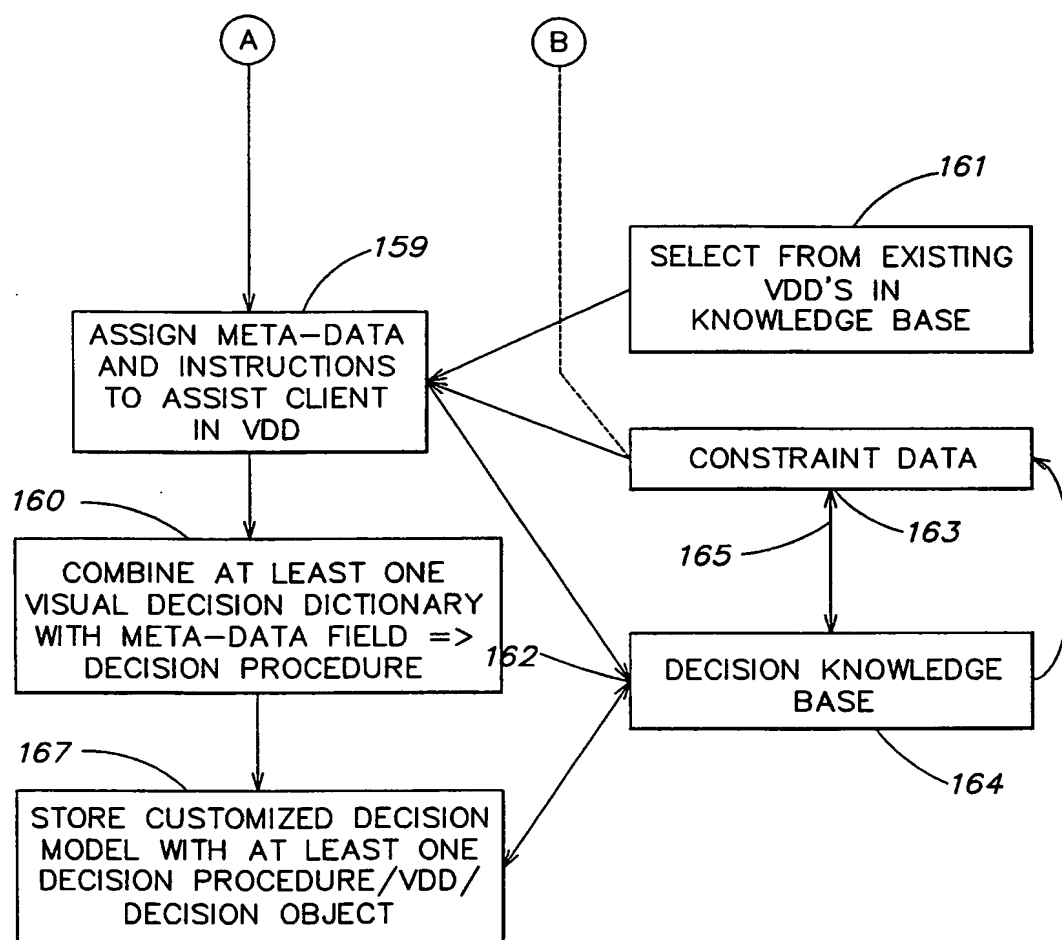 A
B
161
SELECT FROM EXISTING
VDD'S IN
KNOWLEDGE BASE
159
ASSIGN META-DATA
AND INSTRUCTIONS
TO ASSIST CLIENT
IN VDD
CONSTRAINT DATA
163
165
160
COMBINE AT LEAST ONE
VISUAL DECISION DICTIONARY
WITH META-DATA FIELD =>
DECISION PROCEDURE
162
DECISION KNOWLEDGE
BASE
164
167
STORE CUSTOMIZED DECISION
MODEL WITH AT LEAST ONE
DECISION PROCEDURE/VDD/
DECISION OBJECT